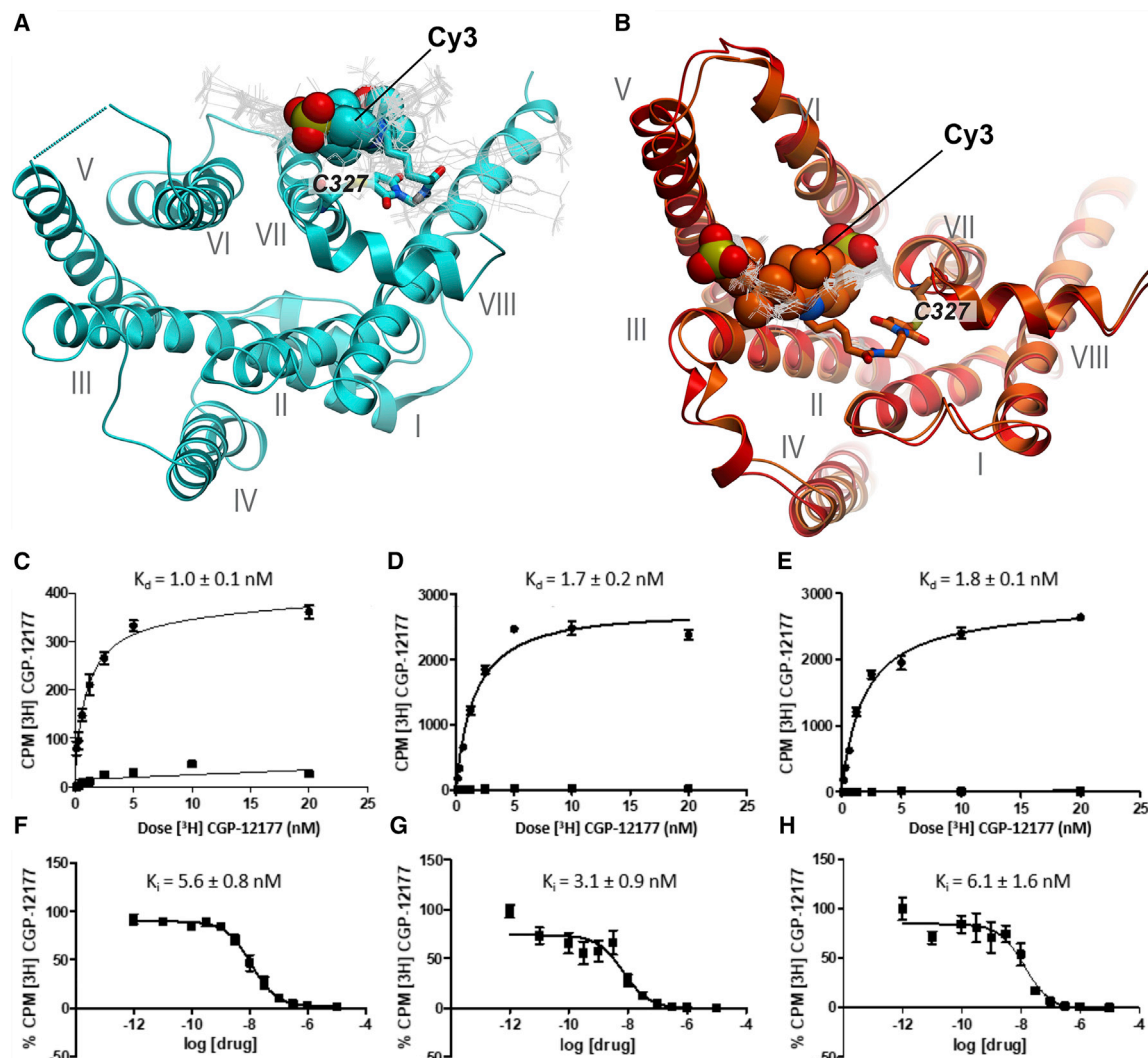 A
Cy3
V
C327
VI
VII
VIII
III
II
I
IV
B
V
VI
Cy3
VII
C327
III
VIII
II
IV
I
C
K_d = 1.0 ± 0.1 nM
400
300
200
100
0
CPM [3H] CGP-12177
0 5 10 15 20 25
Dose [³H] CGP-12177 (nM)
D
K_d = 1.7 ± 0.2 nM
3000
2000
1000
0
CPM [3H] CGP-12177
0 5 10 15 20 25
Dose [³H] CGP-12177 (nM)
E
K_d = 1.8 ± 0.1 nM
3000
2000
1000
0
CPM [3H] CGP-12177
0 5 10 15 20 25
Dose [³H] CGP-12177 (nM)
F
K_i = 5.6 ± 0.8 nM
150
100
50
0
50
% CPM [3H] CGP-12177
-12 -10 -8 -6 -4
log [drug]
G
K_i = 3.1 ± 0.9 nM
150
100
50
0
50
% CPM [3H] CGP-12177
-12 -10 -8 -6 -4
log [drug]
H
K_i = 6.1 ± 1.6 nM
150
100
50
0
50
% CPM [3H] CGP-12177
-12 -10 -8 -6 -4
log [drug]